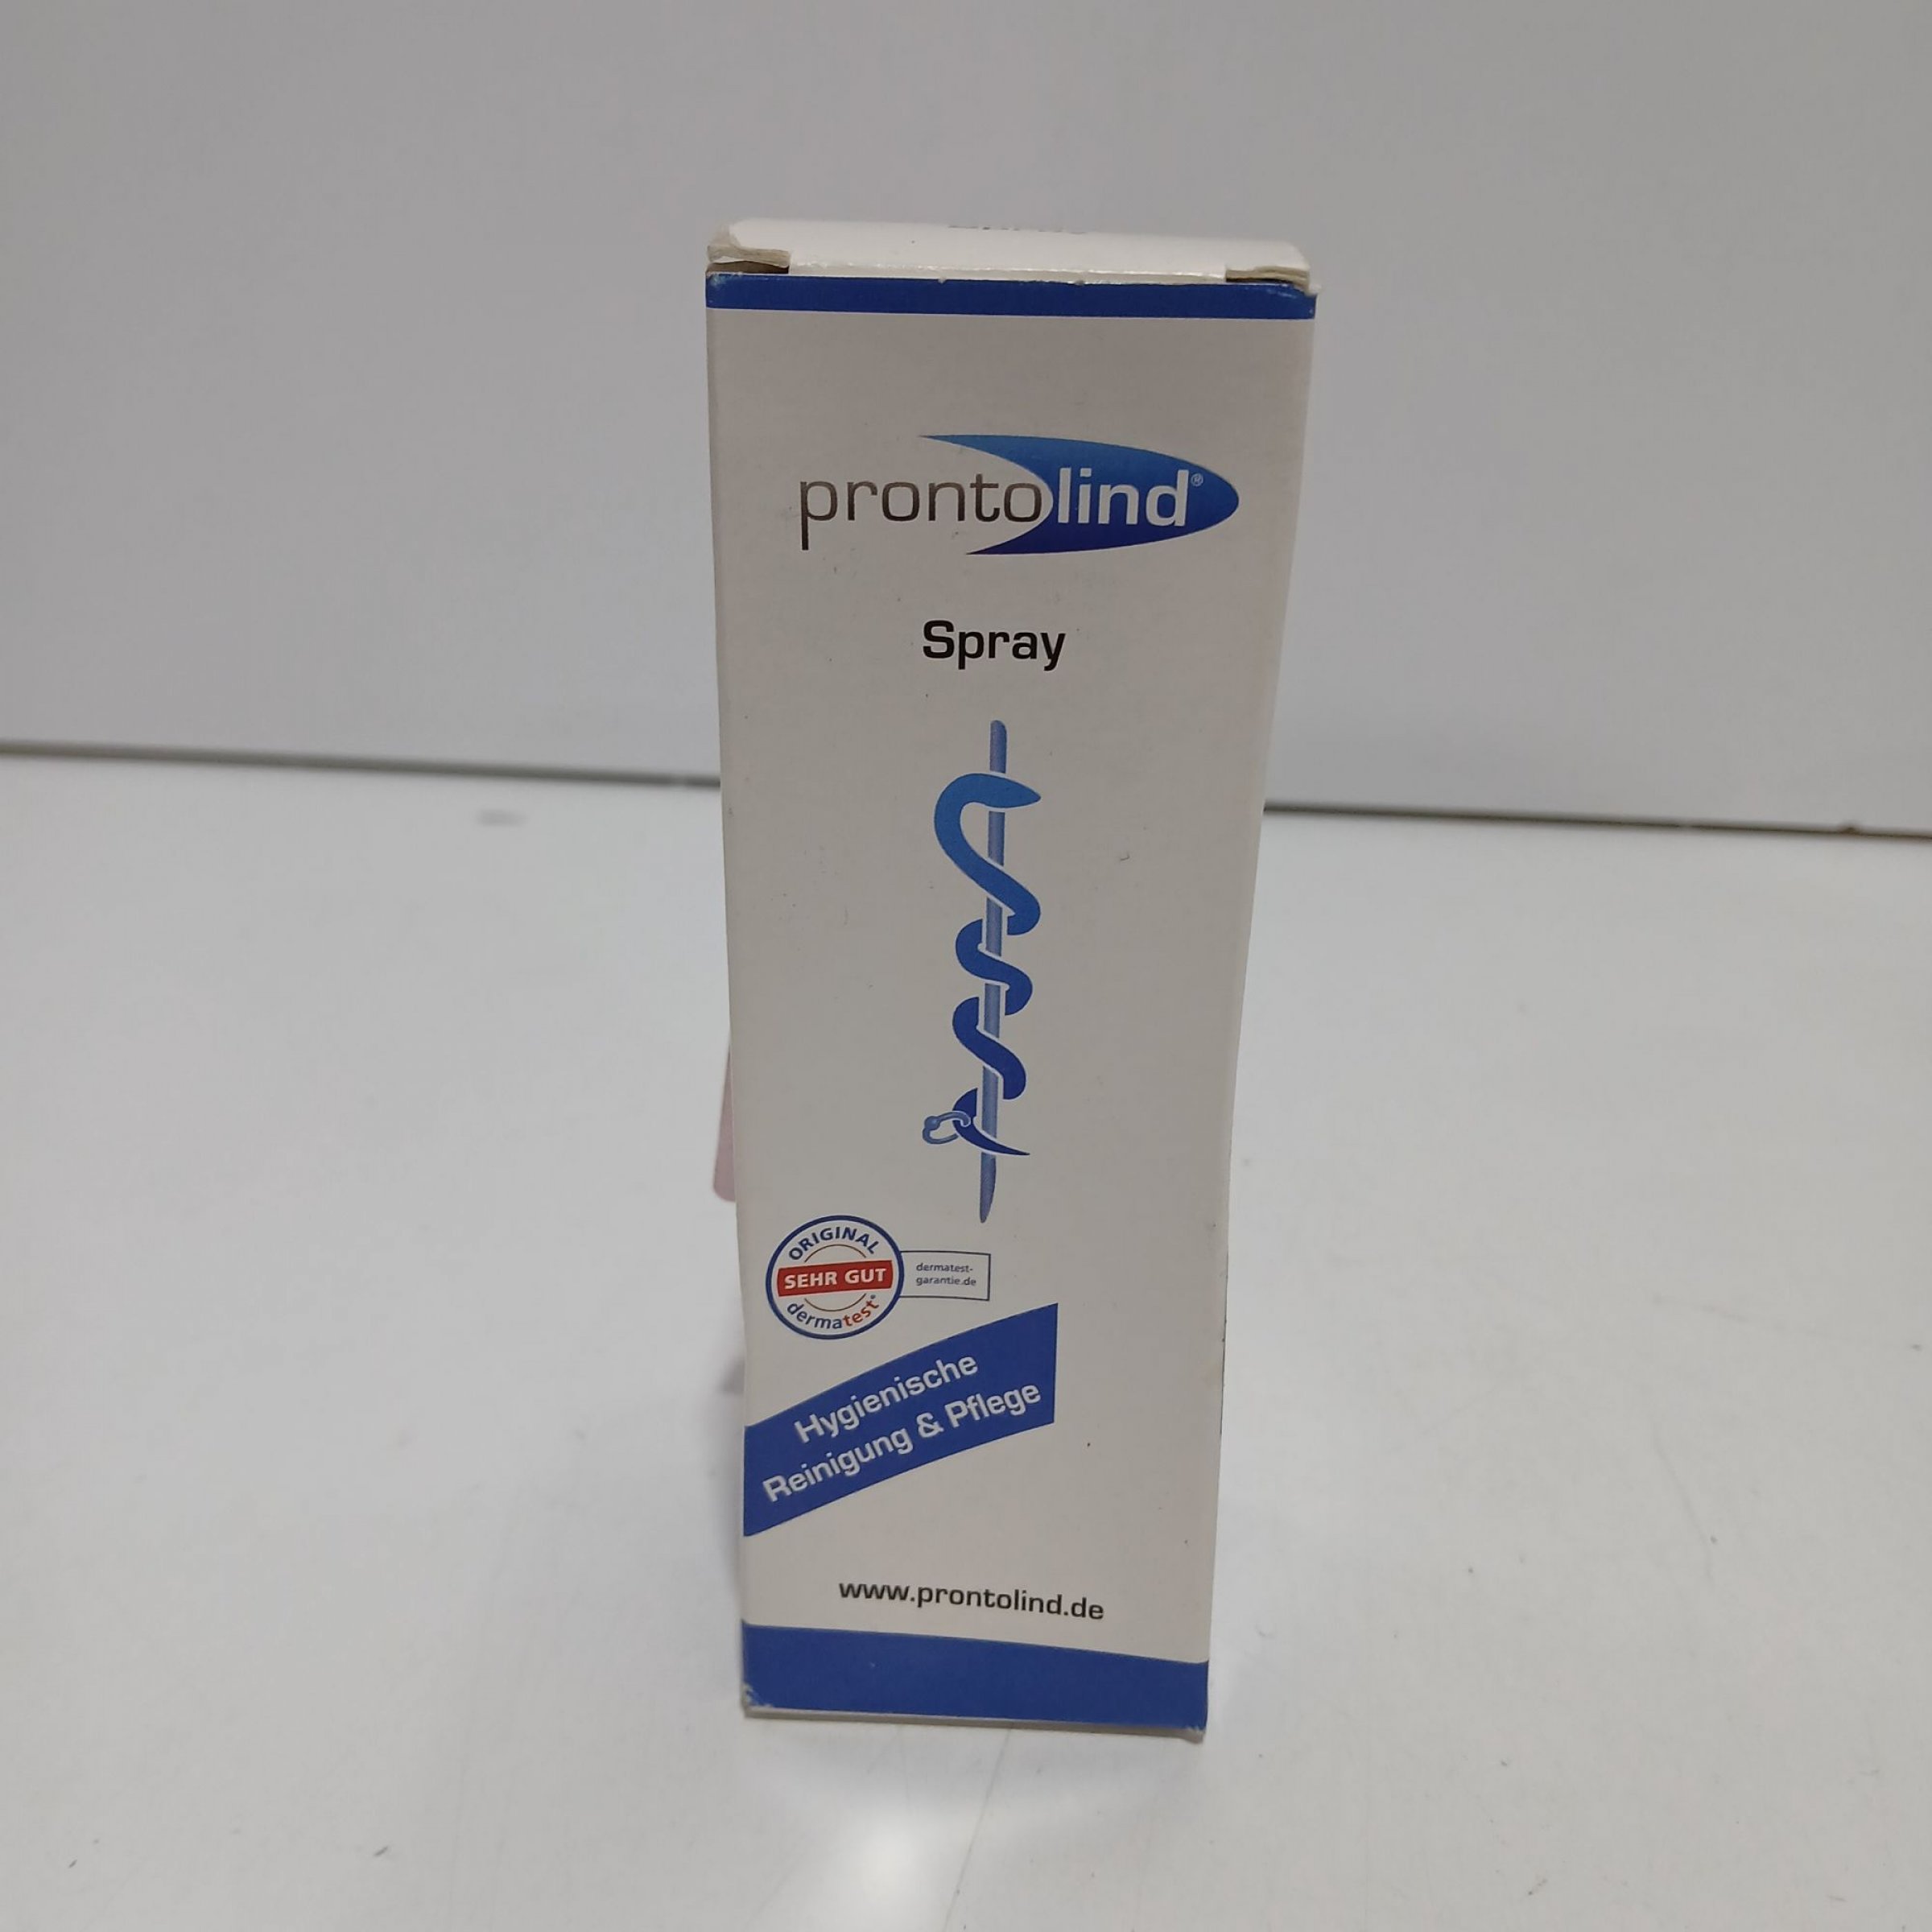 prontolind®
Spray
ORIGINAL
SEHR GUT
dermatest®
dermatest-
garantie.de
Hygienische
Reinigung & Pflege
www.prontolind.de